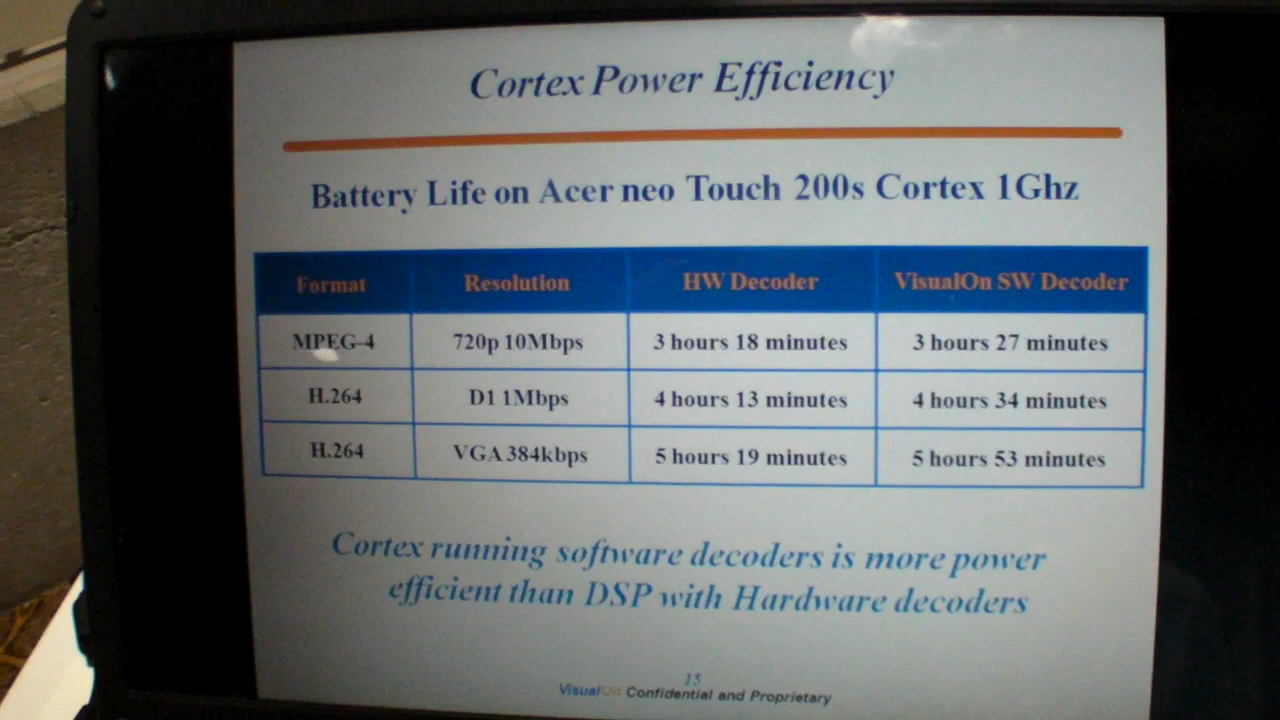 Cortex Power Efficiency
Battery Life on Acer neo Touch 200s Cortex 1Ghz
Format Resolution HW Decoder VisualOn SW Decoder
MPEG-4 720p 10Mbps 3 hours 18 minutes 3 hours 27 minutes
H.264 D1 1Mbps 4 hours 13 minutes 4 hours 34 minutes
H.264 VGA 384kbps 5 hours 19 minutes 5 hours 53 minutes
Cortex running software decoders is more power
efficient than DSP with Hardware decoders
15
VisualOn Confidential and Proprietary